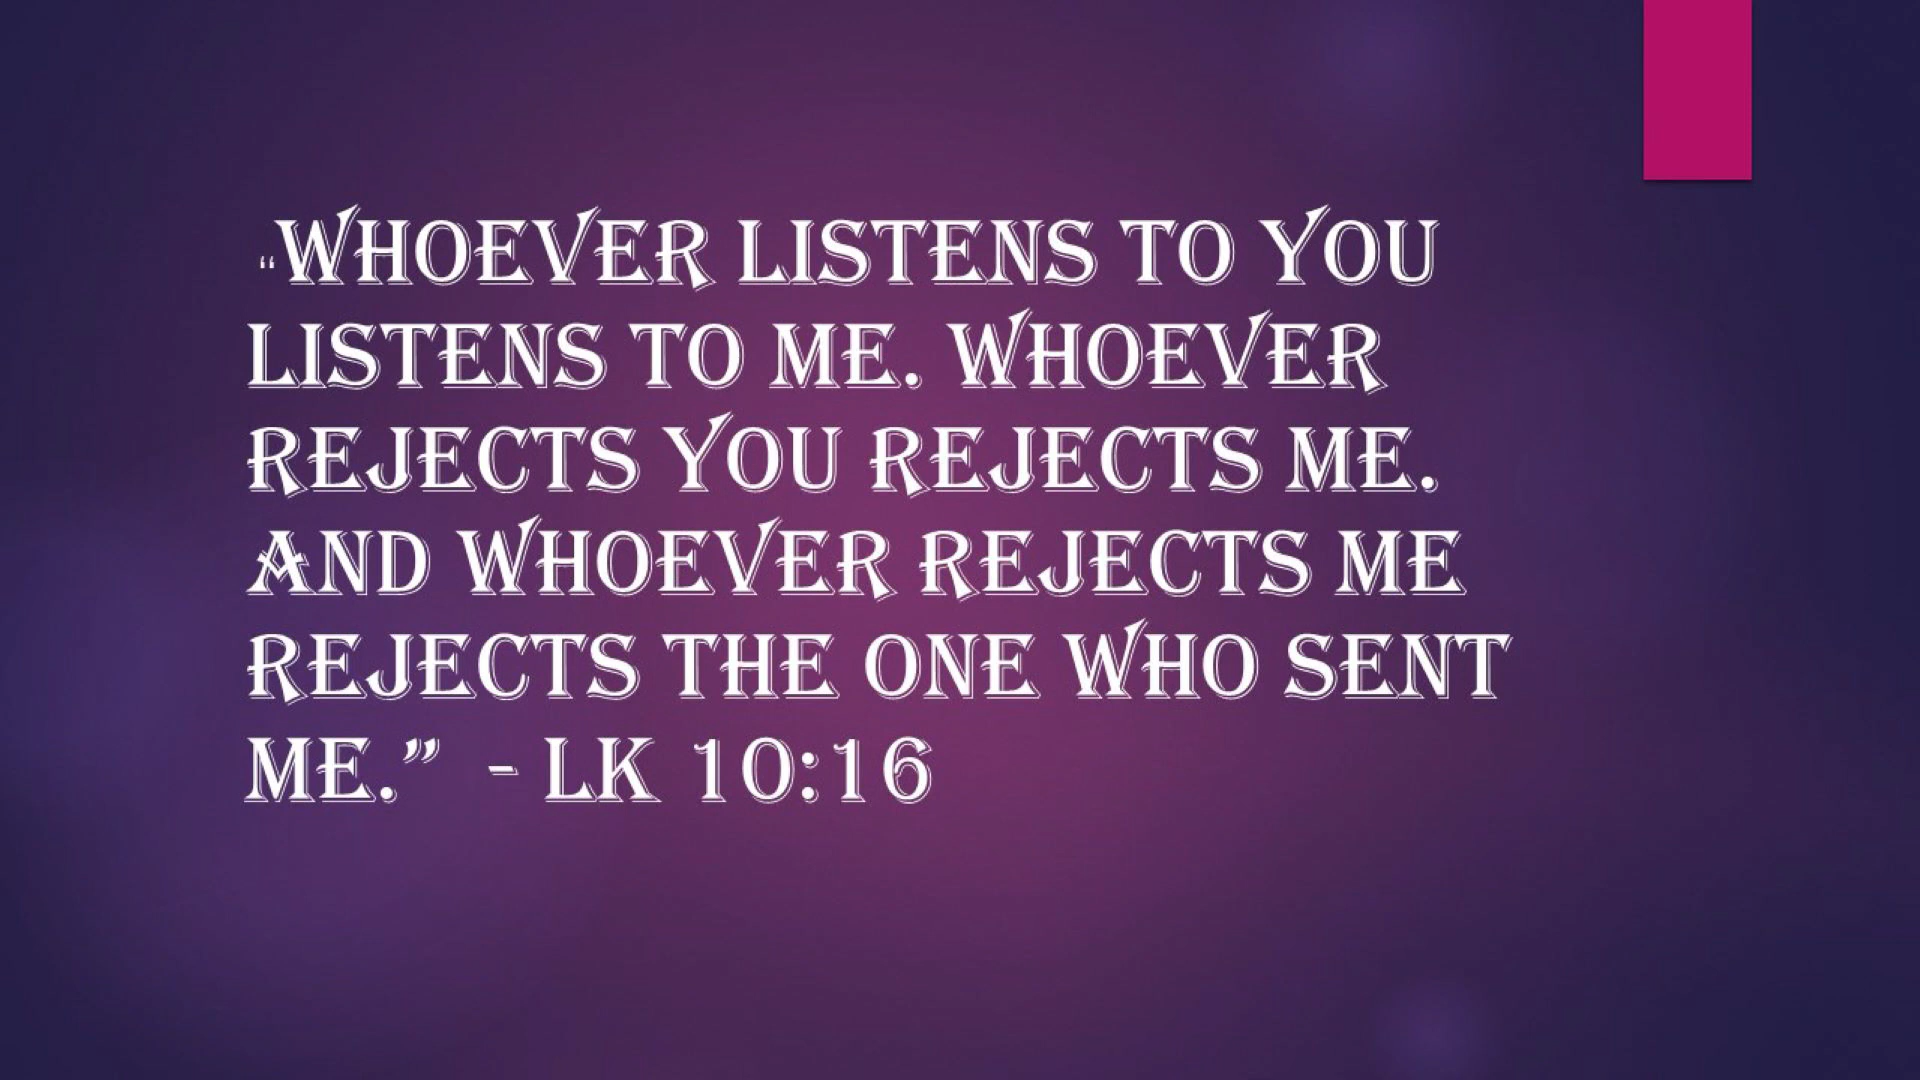 “Whoever listens to you
listens to me. Whoever
rejects you rejects me.
And whoever rejects me
rejects the one who sent
me.”  - Lk 10:16